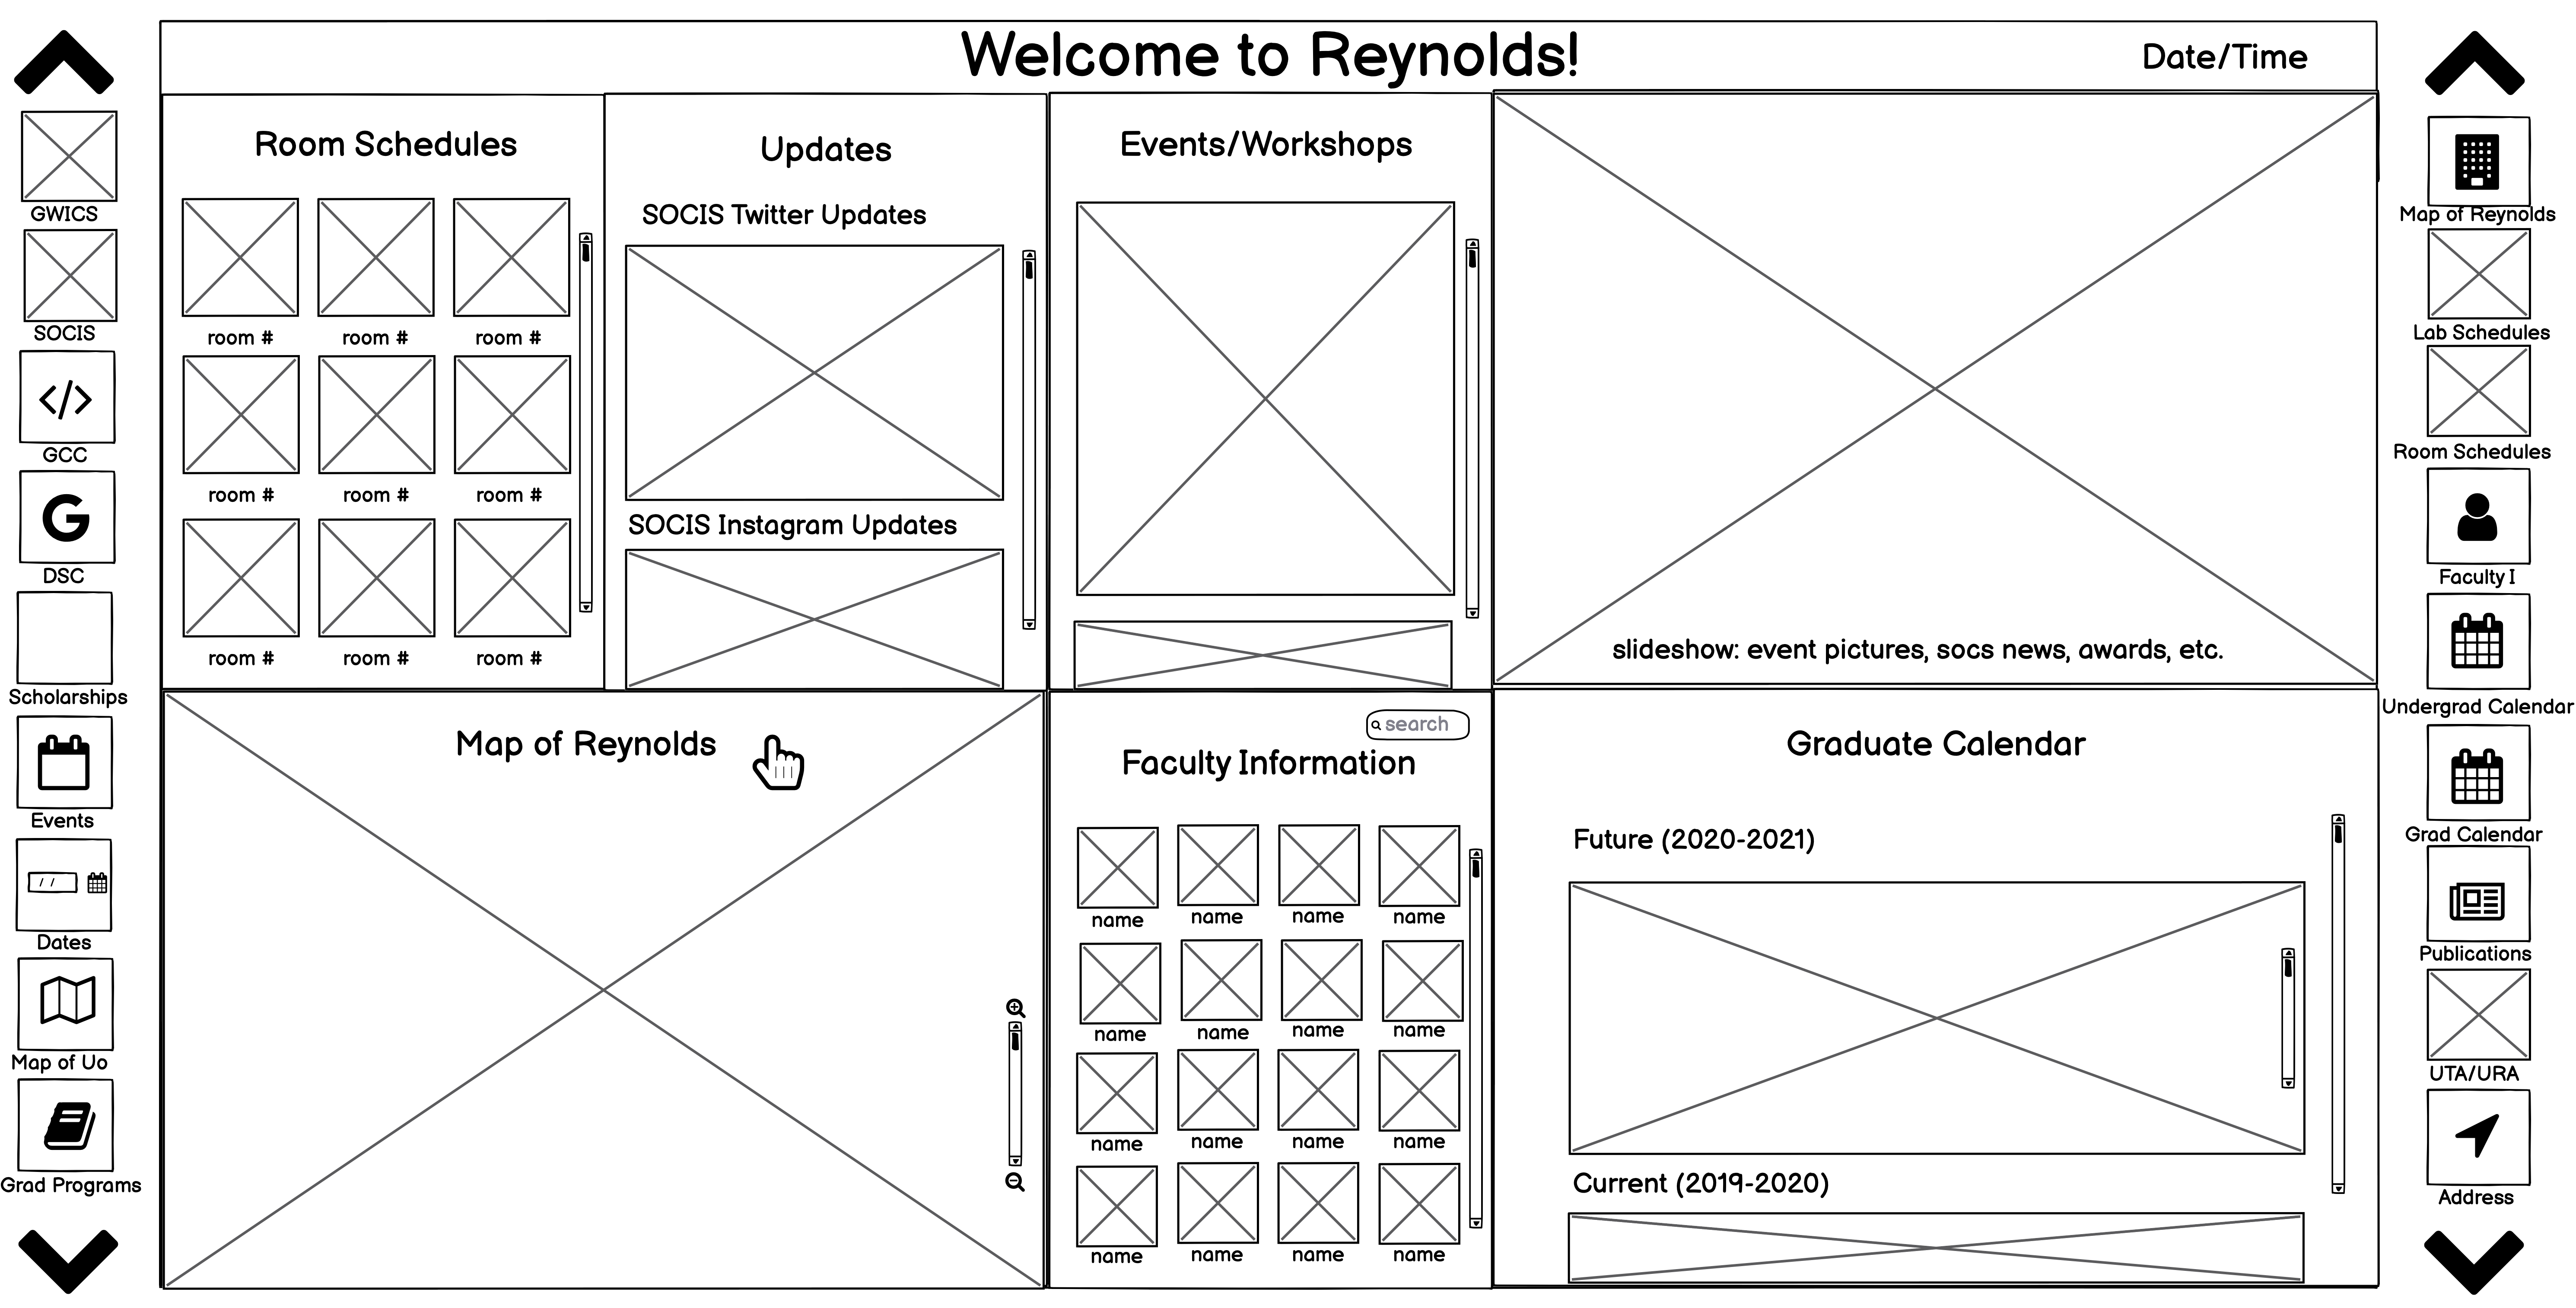 Welcome to Reynolds!
Date/Time
GWICS
SOCIS
GCC
DSC
Scholarships
Events
Dates
Map of Uo
Grad Programs
Room Schedules
room # room # room #
room # room # room #
room # room # room #
Updates
SOCIS Twitter Updates
SOCIS Instagram Updates
Events/Workshops
slideshow: event pictures, socs news, awards, etc.
Map of Reynolds
search
Faculty Information
name name name name
name name name name
name name name name
name name name name
Graduate Calendar
Future (2020-2021)
Current (2019-2020)
Map of Reynolds
Lab Schedules
Room Schedules
Faculty I
Undergrad Calendar
Grad Calendar
Publications
UTA/URA
Address